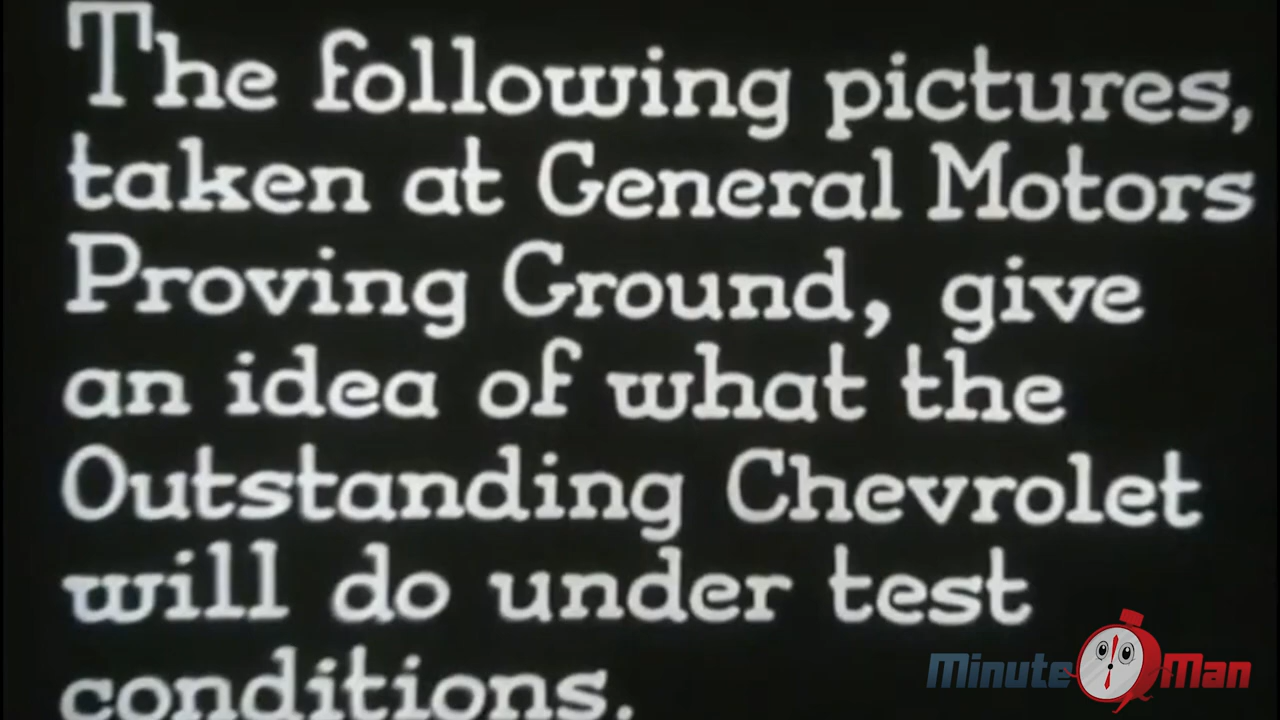 The following pictures,
taken at General Motors
Proving Ground, give
an idea of what the
Outstanding Chevrolet
will do under test
conditions.
Minute Man